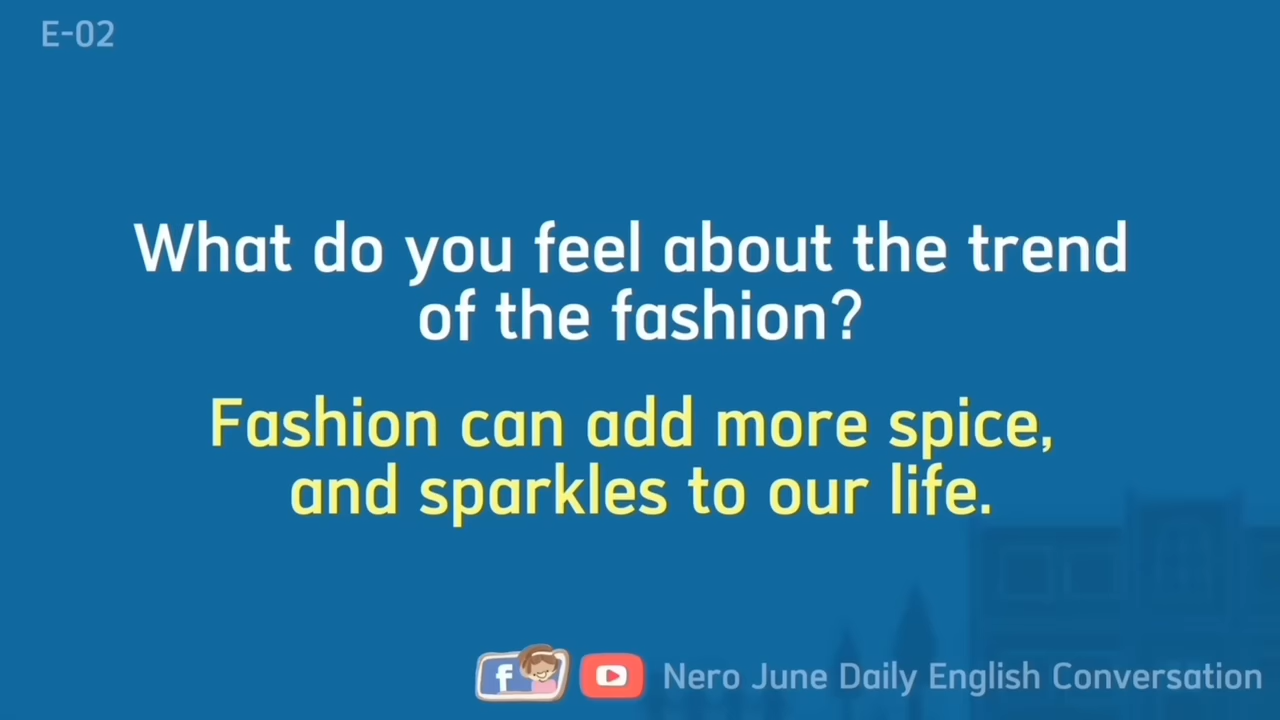 E-02
What do you feel about the trend
of the fashion?
Fashion can add more spice,
and sparkles to our life.
f
Nero June Daily English Conversation